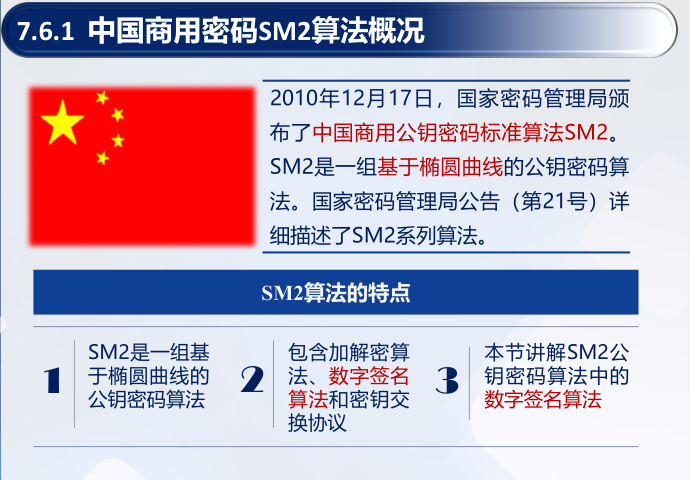 7.6.1 中国商用密码SM2算法概况
2010年12月17日，国家密码管理局颁
布了中国商用公钥密码标准算法SM2。
SM2是一组基于椭圆曲线的公钥密码算
法。国家密码管理局公告（第21号）详
细描述了SM2系列算法。
SM2算法的特点
1
SM2是一组基
于椭圆曲线的
公钥密码算法
2
包含加解密算
法、数字签名
算法和密钥交
换协议
3
本节讲解SM2公
钥密码算法中的
数字签名算法